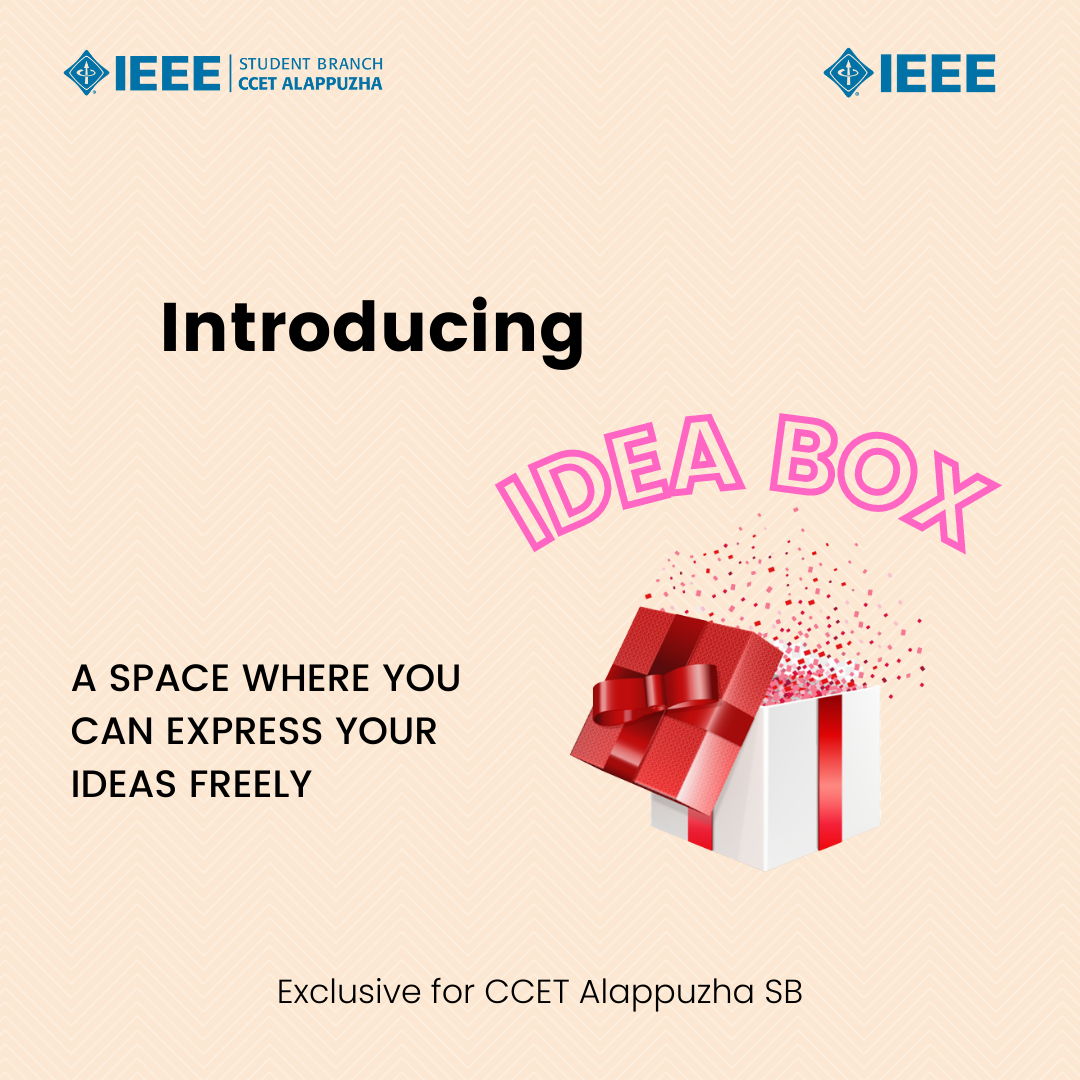 IEEE STUDENT BRANCH
CCET ALAPPUZHA
IEEE
Introducing
IDEA BOX
A SPACE WHERE YOU
CAN EXPRESS YOUR
IDEAS FREELY
Exclusive for CCET Alappuzha SB